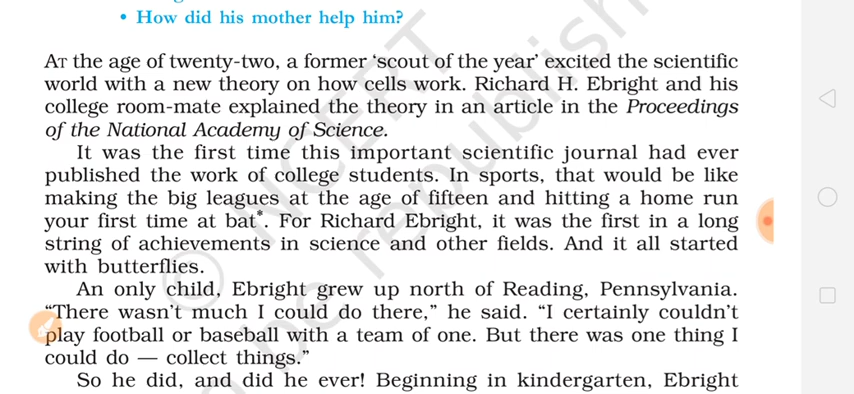 • How did his mother help him?
AT the age of twenty-two, a former ‘scout of the year’ excited the scientific
world with a new theory on how cells work. Richard H. Ebright and his
college room-mate explained the theory in an article in the Proceedings
of the National Academy of Science.
It was the first time this important scientific journal had ever
published the work of college students. In sports, that would be like
making the big leagues at the age of fifteen and hitting a home run
your first time at bat*. For Richard Ebright, it was the first in a long
string of achievements in science and other fields. And it all started
with butterflies.
An only child, Ebright grew up north of Reading, Pennsylvania.
“There wasn’t much I could do there,” he said. “I certainly couldn’t
play football or baseball with a team of one. But there was one thing I
could do — collect things.”
So he did, and did he ever! Beginning in kindergarten, Ebright
© NCERT
be republish